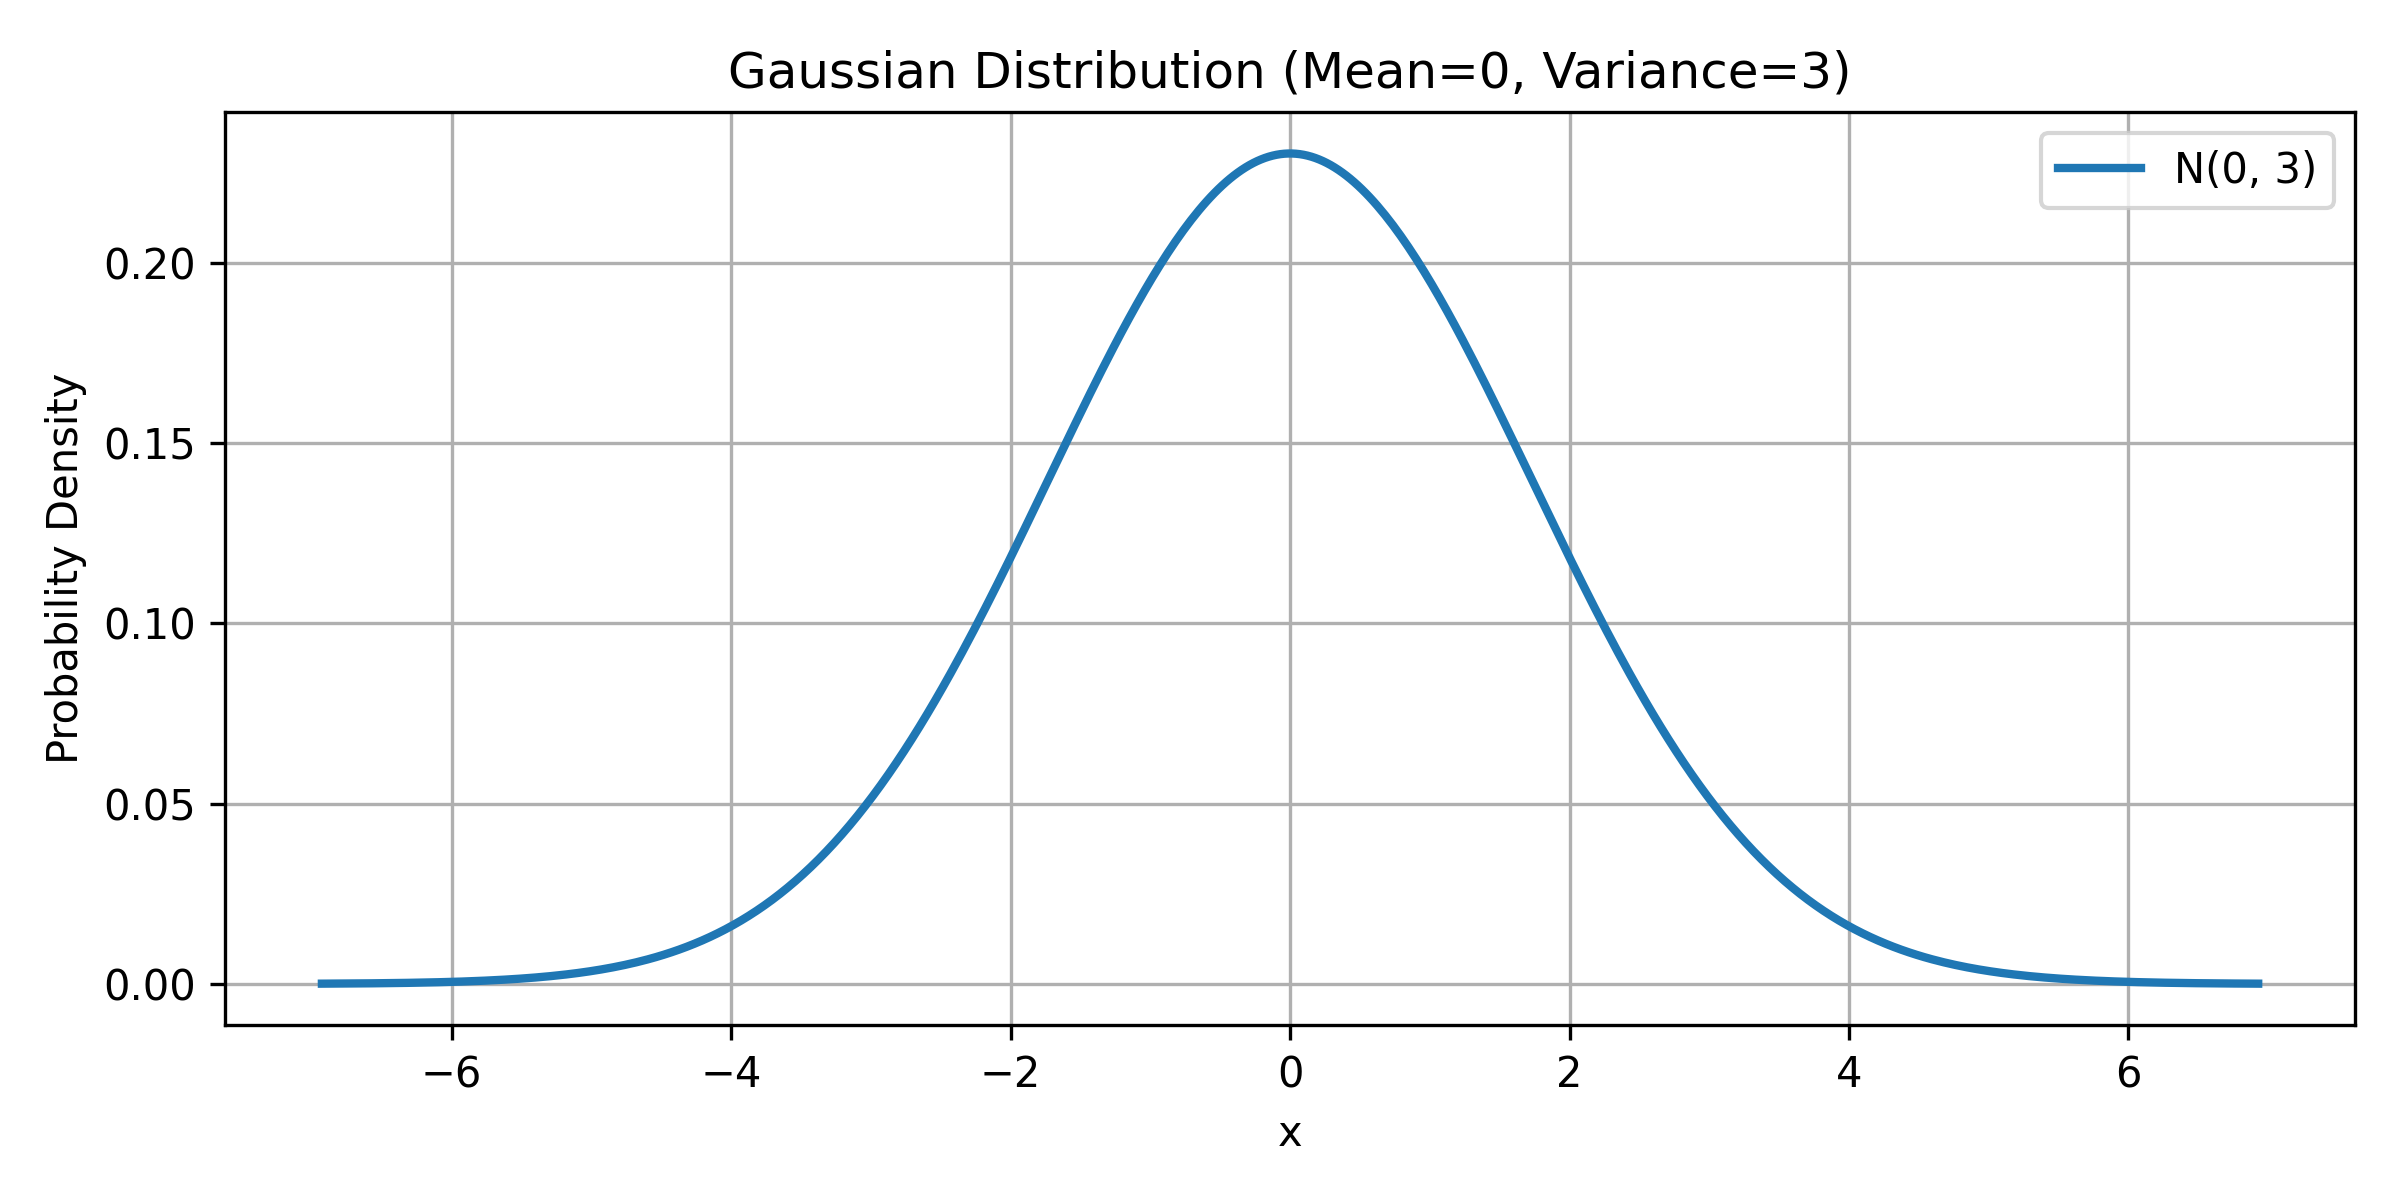 Gaussian Distribution (Mean=0, Variance=3)
N(0, 3)
Probability Density
0.20
0.15
0.10
0.05
0.00
−6 −4 −2 0 2 4 6
x